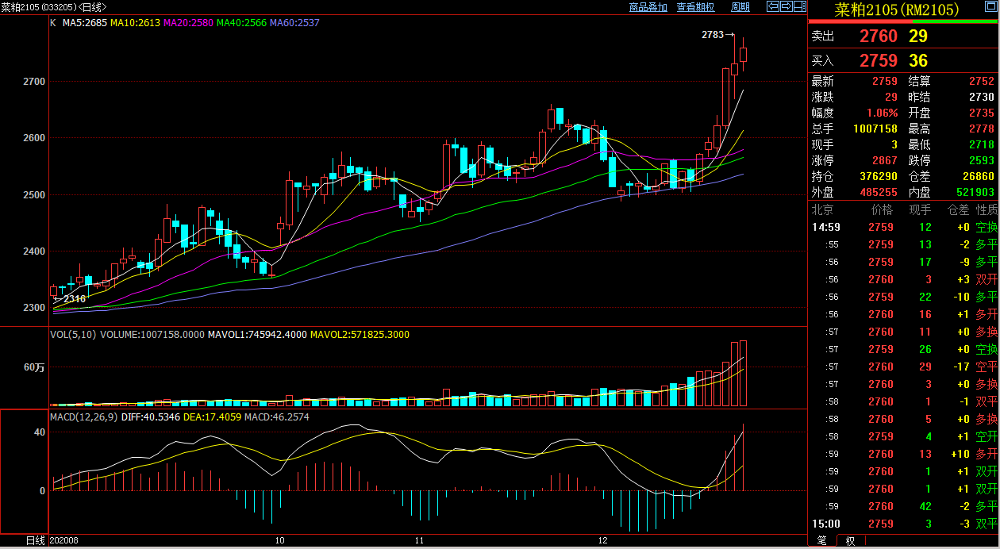 菜粕2105(033205)<日线> 商品叠加 查看期权 周期
K MA5:2685 MA10:2613 MA20:2580 MA40:2566 MA60:2537
2783→
2700
2600
2500
2400
2300
←2316
VOL(5,10) VOLUME:1007158.0000 MAVOL1:745942.4000 MAVOL2:571825.3000
60万
MACD(12,26,9) DIFF:40.5346 DEA:17.4059 MACD:46.2574
40
0
日线 202008 10 11 12
菜粕2105(RM2105)
卖出 2760 29
买入 2759 36
最新 2759 结算 2752
涨跌 29 昨结 2730
幅度 1.06% 开盘 2735
总手 1007158 最高 2778
现手 3 最低 2718
涨停 2867 跌停 2593
持仓 376290 仓差 26860
外盘 485255 内盘 521903
北京 价格 现手 仓差 性质
14:59 2759 12 +0 空换
:55 2759 13 -2 多平
:56 2759 17 -9 多平
:56 2760 3 +3 双开
:56 2759 22 -10 多平
:56 2760 16 +1 多开
:57 2760 11 +0 多换
:57 2759 26 +0 空换
:57 2760 29 -17 空平
:57 2760 3 +0 多换
:58 2760 1 -1 双平
:58 2760 5 +0 多换
:58 2759 4 +1 空开
:59 2760 13 +10 多开
:59 2760 1 +1 双开
:59 2760 1 +1 双开
:59 2760 42 -2 多平
15:00 2759 3 -3 双平
笔 权